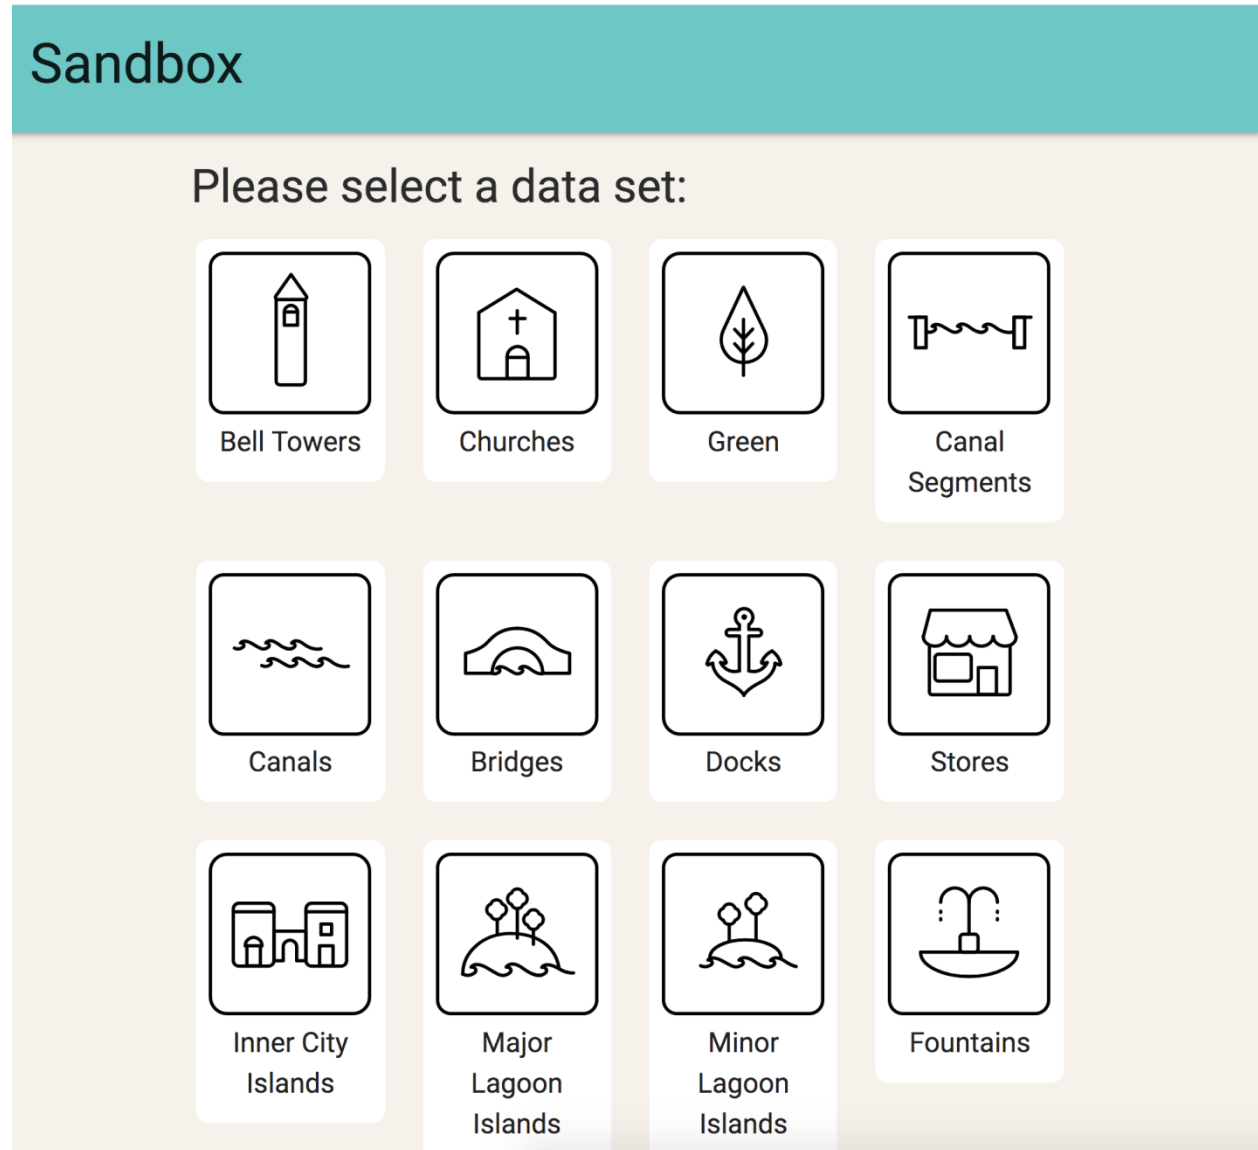 Sandbox
Please select a data set:
Bell Towers
Churches
Green
Canal
Segments
Canals
Bridges
Docks
Stores
Inner City
Islands
Major
Lagoon
Islands
Minor
Lagoon
Islands
Fountains